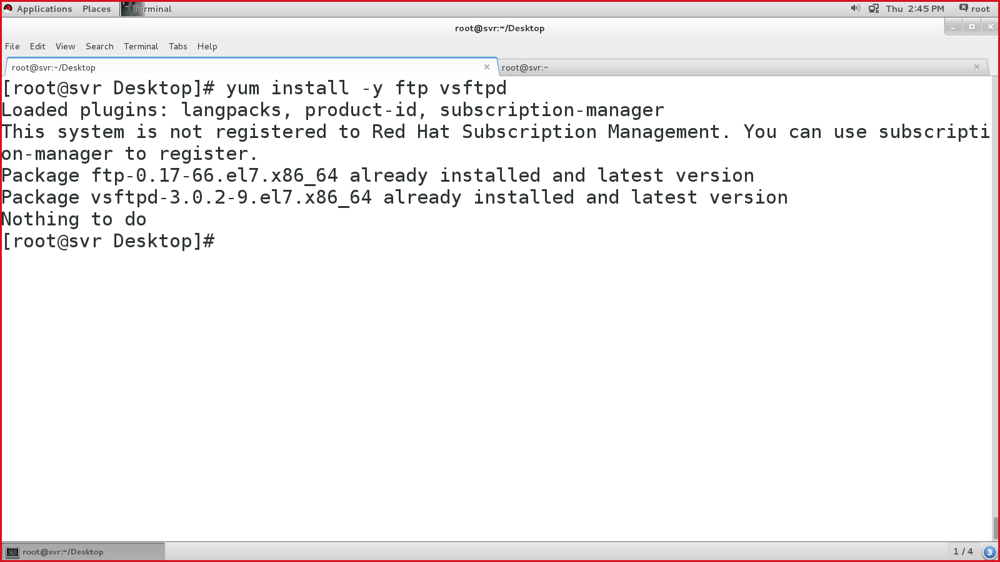 Applications Places Terminal Thu 2:45 PM root
root@svr:~/Desktop
File Edit View Search Terminal Tabs Help
root@svr:~/Desktop root@svr:~
[root@svr Desktop]# yum install -y ftp vsftpd
Loaded plugins: langpacks, product-id, subscription-manager
This system is not registered to Red Hat Subscription Management. You can use subscripti
on-manager to register.
Package ftp-0.17-66.el7.x86_64 already installed and latest version
Package vsftpd-3.0.2-9.el7.x86_64 already installed and latest version
Nothing to do
[root@svr Desktop]#
root@svr:~/Desktop 1 / 4 3